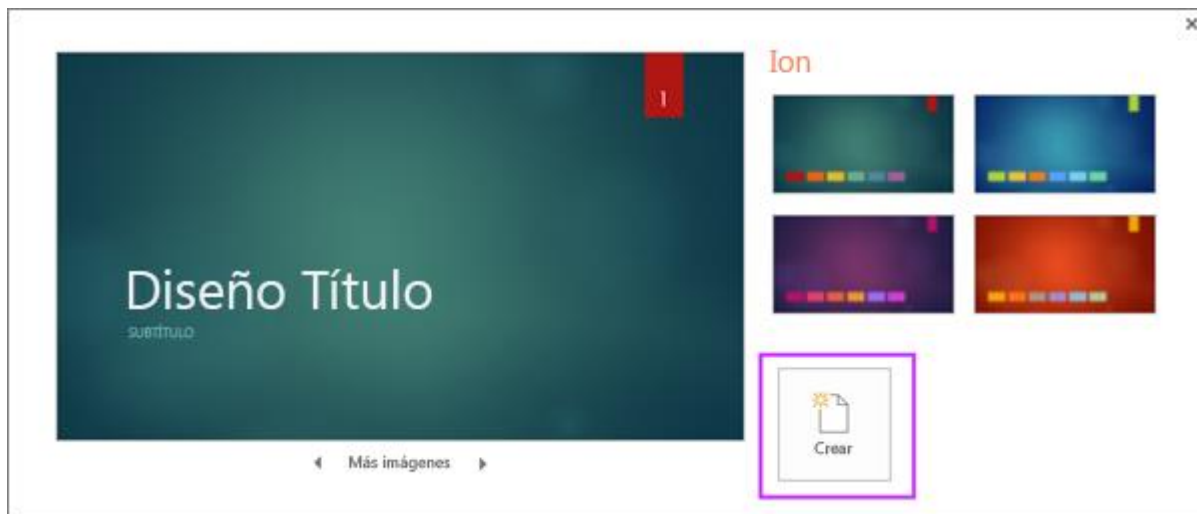 Ion
1
Diseño Título
SUBTÍTULO
Más imágenes
Crear